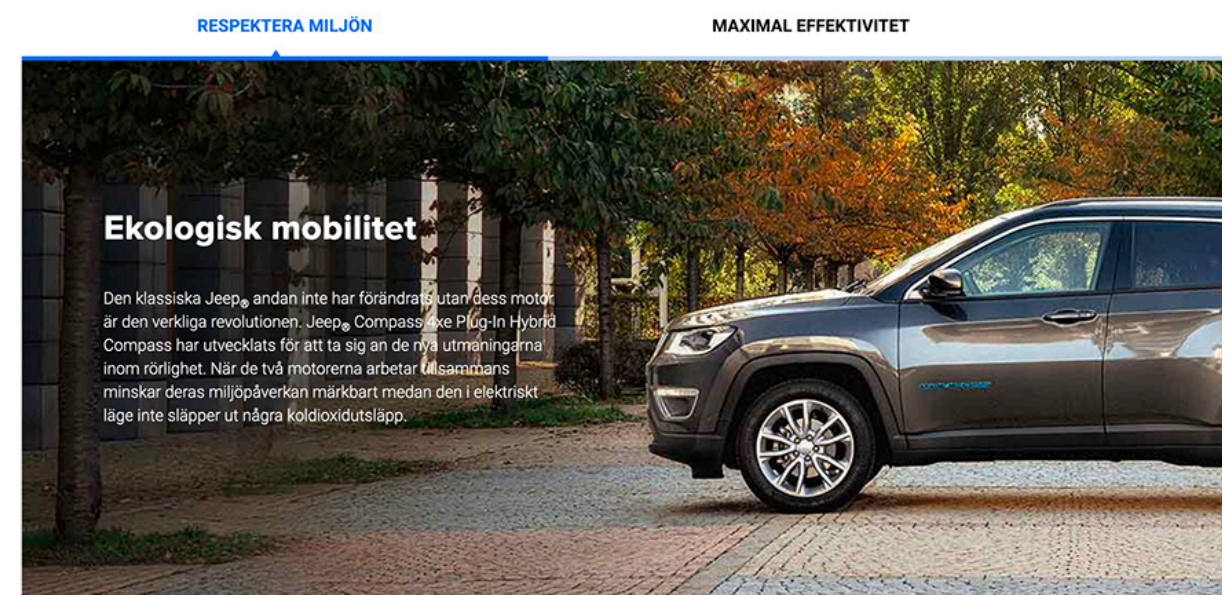 RESPEKTERA MILJÖN
MAXIMAL EFFEKTIVITET
Ekologisk mobilitet
Den klassiska Jeep® andan inte har förändrats utan dess motor
är den verkliga revolutionen. Jeep® Compass 4xe Plug-In Hybrid
Compass har utvecklats för att ta sig an de nya utmaningarna
inom rörlighet. När de två motorerna arbetar tillsammans
minskar deras miljöpåverkan märkbart medan den i elektriskt
läge inte släpper ut några koldioxidutsläpp.